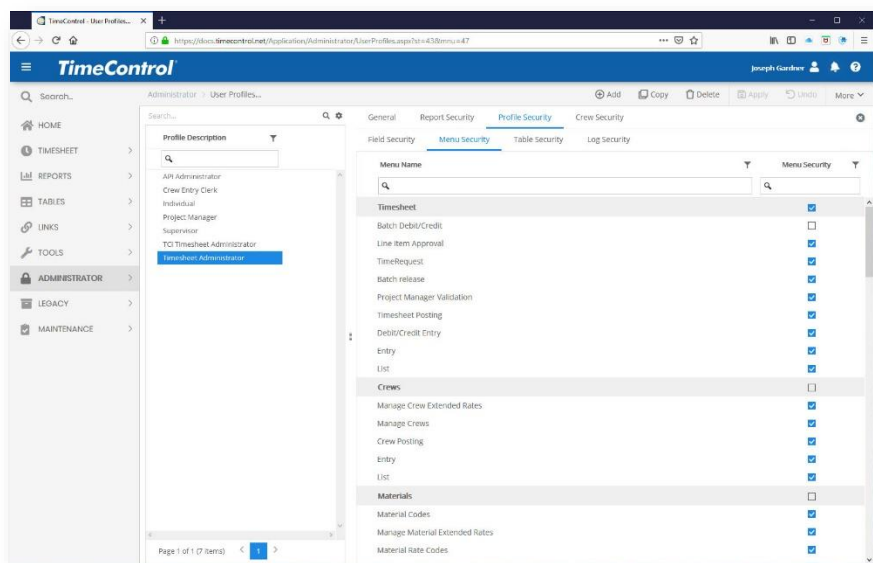 TimeControl - User Profiles...
https://docs.timecontrol.net/Application/Administrator/UserProfiles.aspx?st=43&mnu=47
TimeControl
Joseph Gardner
Search...
Administrator > User Profiles...
Add
Copy
Delete
Apply
Undo
More
HOME
TIMESHEET
REPORTS
TABLES
LINKS
TOOLS
ADMINISTRATOR
LEGACY
MAINTENANCE
Search...
Profile Description
API Administrator
Crew Entry Clerk
Individual
Project Manager
Supervisor
TCI Timesheet Administrator
Timesheet Administrator
Page 1 of 1 (7 items) < 1 >
General Report Security Profile Security Crew Security
Field Security Menu Security Table Security Log Security
Menu Name Menu Security
Timesheet
Batch Debit/Credit
Line Item Approval
TimeRequest
Batch release
Project Manager Validation
Timesheet Posting
Debit/Credit Entry
Entry
List
Crews
Manage Crew Extended Rates
Manage Crews
Crew Posting
Entry
List
Materials
Material Codes
Manage Material Extended Rates
Material Rate Codes